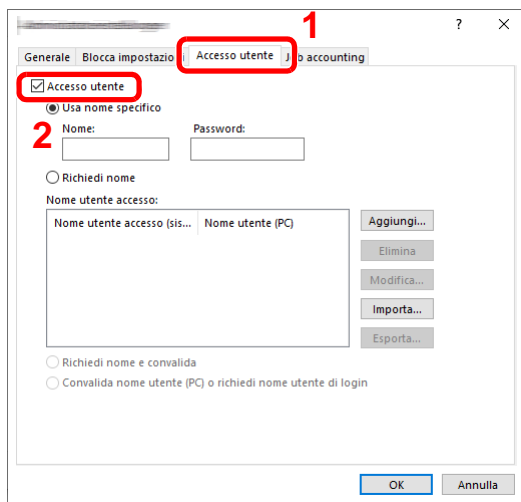 1
? ×
Generale Blocca impostazioni Accesso utente Job accounting
Accesso utente
Usa nome specifico
2
Nome: Password:
Richiedi nome
Nome utente accesso:
Nome utente accesso (sis... Nome utente (PC)
Aggiungi...
Elimina
Modifica...
Importa...
Esporta...
Richiedi nome e convalida
Convalida nome utente (PC) o richiedi nome utente di login
OK Annulla